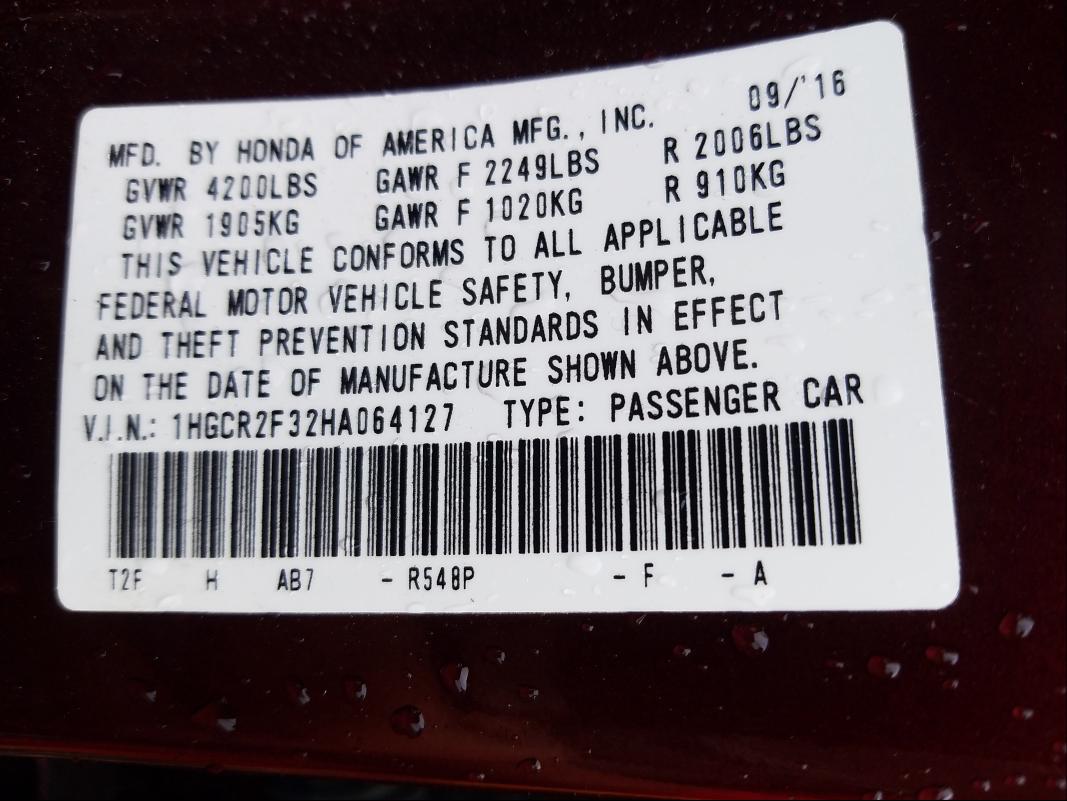 MFD. BY HONDA OF AMERICA MFG., INC. 09/'16
GVWR 4200LBS GAWR F 2249LBS R 2006LBS
GVWR 1905KG GAWR F 1020KG R 910KG
THIS VEHICLE CONFORMS TO ALL APPLICABLE
FEDERAL MOTOR VEHICLE SAFETY, BUMPER,
AND THEFT PREVENTION STANDARDS IN EFFECT
ON THE DATE OF MANUFACTURE SHOWN ABOVE.
V.I.N.: 1HGCR2F32HA064127 TYPE: PASSENGER CAR
T2F H AB7 - R548P - F - A